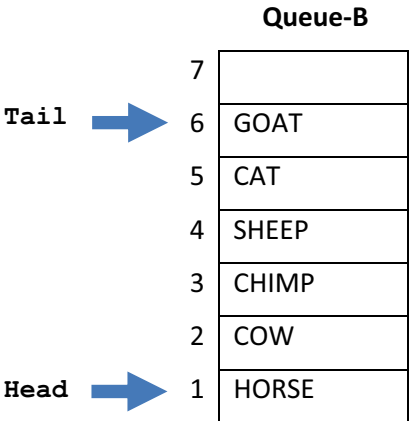 Queue-B
7
Tail 6 GOAT
5 CAT
4 SHEEP
3 CHIMP
2 COW
Head 1 HORSE